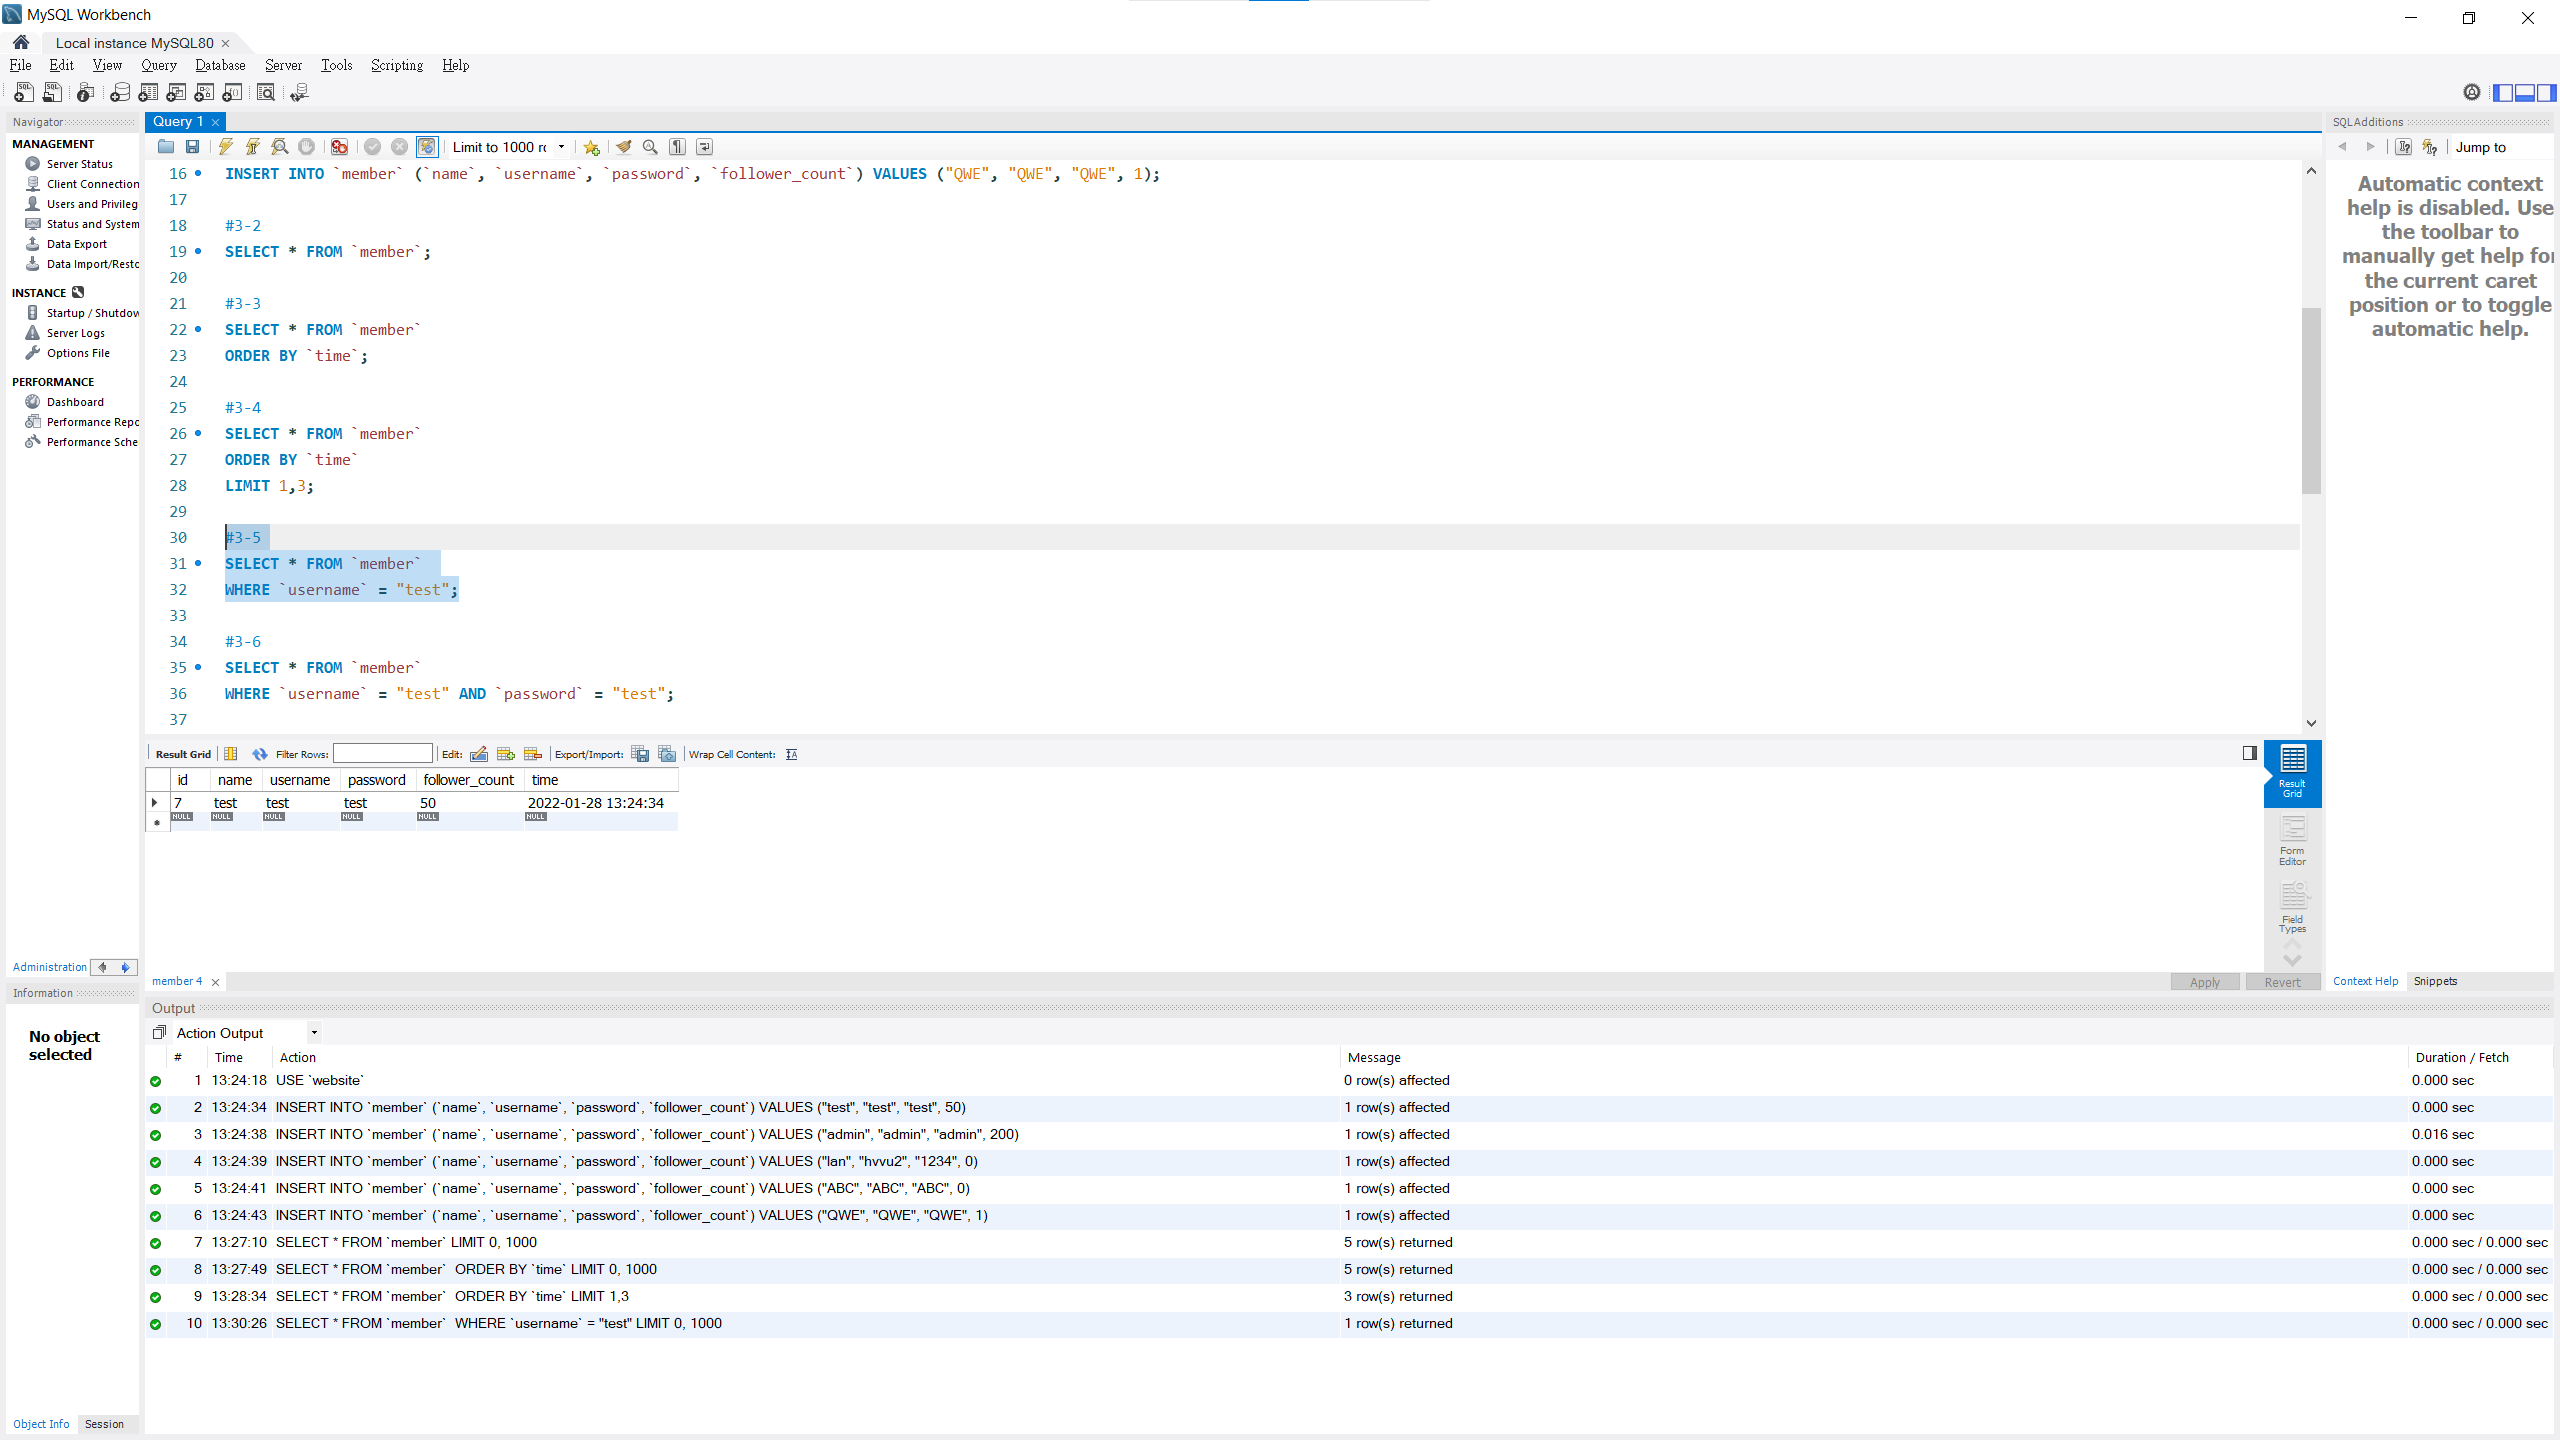 MySQL Workbench
Local instance MySQL80
File Edit View Query Database Server Tools Scripting Help
Navigator
MANAGEMENT
Server Status
Client Connection
Users and Privileg
Status and System
Data Export
Data Import/Resto
INSTANCE
Startup / Shutdow
Server Logs
Options File
PERFORMANCE
Dashboard
Performance Repo
Performance Sche
Administration
Information
No object
selected
Object Info Session
Query 1
Limit to 1000 r
16 INSERT INTO `member` (`name`, `username`, `password`, `follower_count`) VALUES ("QWE", "QWE", "QWE", 1);
17
18 #3-2
19 SELECT * FROM `member`;
20
21 #3-3
22 SELECT * FROM `member`
23 ORDER BY `time`;
24
25 #3-4
26 SELECT * FROM `member`
27 ORDER BY `time`
28 LIMIT 1,3;
29
30 #3-5
31 SELECT * FROM `member`
32 WHERE `username` = "test";
33
34 #3-6
35 SELECT * FROM `member`
36 WHERE `username` = "test" AND `password` = "test";
37
Result Grid Filter Rows: Edit: Export/Import: Wrap Cell Content:
id name username password follower_count time
7 test test test 50 2022-01-28 13:24:34
NULL NULL NULL NULL NULL NULL
Result
Grid
Form
Editor
Field
Types
member 4
Apply Revert
SQLAdditions
Jump to
Automatic context
help is disabled. Use
the toolbar to
manually get help for
the current caret
position or to toggle
automatic help.
Context Help Snippets
Output
Action Output
# Time Action Message Duration / Fetch
1 13:24:18 USE `website` 0 row(s) affected 0.000 sec
2 13:24:34 INSERT INTO `member` (`name`, `username`, `password`, `follower_count`) VALUES ("test", "test", "test", 50) 1 row(s) affected 0.000 sec
3 13:24:38 INSERT INTO `member` (`name`, `username`, `password`, `follower_count`) VALUES ("admin", "admin", "admin", 200) 1 row(s) affected 0.016 sec
4 13:24:39 INSERT INTO `member` (`name`, `username`, `password`, `follower_count`) VALUES ("Ian", "hvvu2", "1234", 0) 1 row(s) affected 0.000 sec
5 13:24:41 INSERT INTO `member` (`name`, `username`, `password`, `follower_count`) VALUES ("ABC", "ABC", "ABC", 0) 1 row(s) affected 0.000 sec
6 13:24:43 INSERT INTO `member` (`name`, `username`, `password`, `follower_count`) VALUES ("QWE", "QWE", "QWE", 1) 1 row(s) affected 0.000 sec
7 13:27:10 SELECT * FROM `member` LIMIT 0, 1000 5 row(s) returned 0.000 sec / 0.000 sec
8 13:27:49 SELECT * FROM `member` ORDER BY `time` LIMIT 0, 1000 5 row(s) returned 0.000 sec / 0.000 sec
9 13:28:34 SELECT * FROM `member` ORDER BY `time` LIMIT 1,3 3 row(s) returned 0.000 sec / 0.000 sec
10 13:30:26 SELECT * FROM `member` WHERE `username` = "test" LIMIT 0, 1000 1 row(s) returned 0.000 sec / 0.000 sec